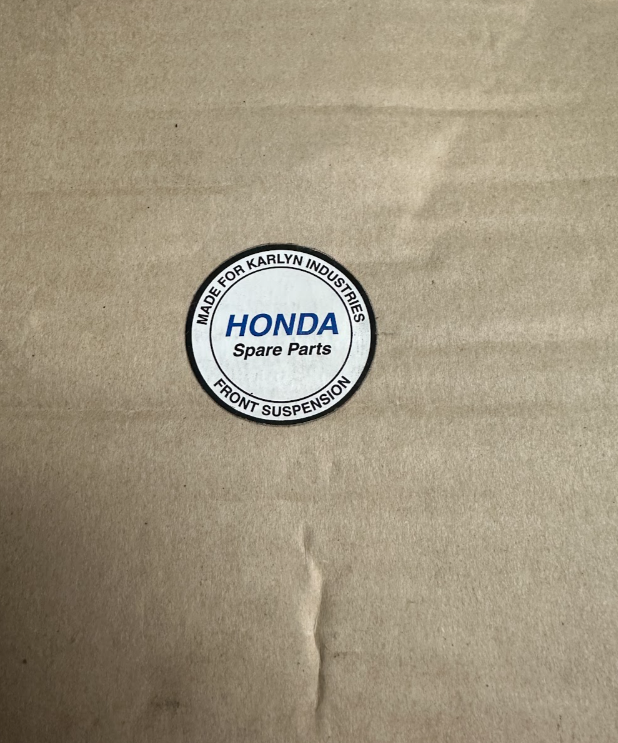 MADE FOR KARLYN INDUSTRIES
HONDA
Spare Parts
FRONT SUSPENSION